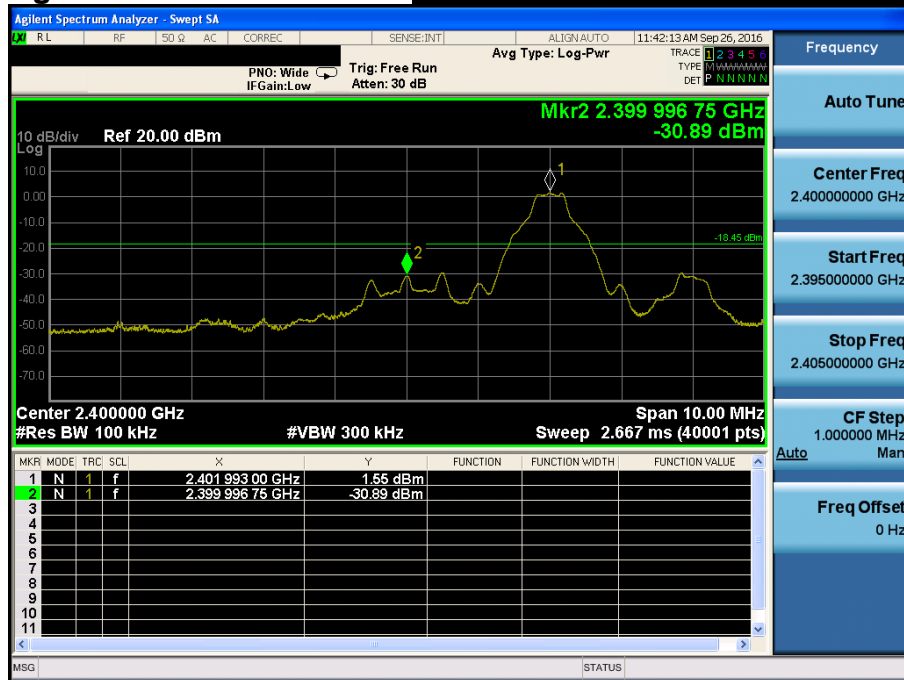 Agilent Spectrum Analyzer - Swept SA
LXI RL RF 50 Ω AC CORREC SENSE:INT ALIGN AUTO 11:42:13 AM Sep 26, 2016
PNO: Wide
IFGain:Low
Trig: Free Run
Atten: 30 dB
Avg Type: Log-Pwr
TRACE 1 2 3 4 5 6
TYPE M WWWWW
DET P N N N N N
Mkr2 2.399 996 75 GHz
-30.89 dBm
10 dB/div Ref 20.00 dBm
Log
10.0
0.00
-10.0
-20.0
-30.0
-40.0
-50.0
-60.0
-70.0
1
2
-18.45 dBm
Center 2.400000 GHz Span 10.00 MHz
#Res BW 100 kHz #VBW 300 kHz Sweep 2.667 ms (40001 pts)
MKR MODE TRC SCL X Y FUNCTION FUNCTION WIDTH FUNCTION VALUE
1 N 1 f 2.401 993 00 GHz 1.55 dBm
2 N 1 f 2.399 996 75 GHz -30.89 dBm
3
4
5
6
7
8
9
10
11
MSG STATUS
Frequency
Auto Tune
Center Freq
2.400000000 GHz
Start Freq
2.395000000 GHz
Stop Freq
2.405000000 GHz
CF Step
1.000000 MHz
Auto Man
Freq Offset
0 Hz